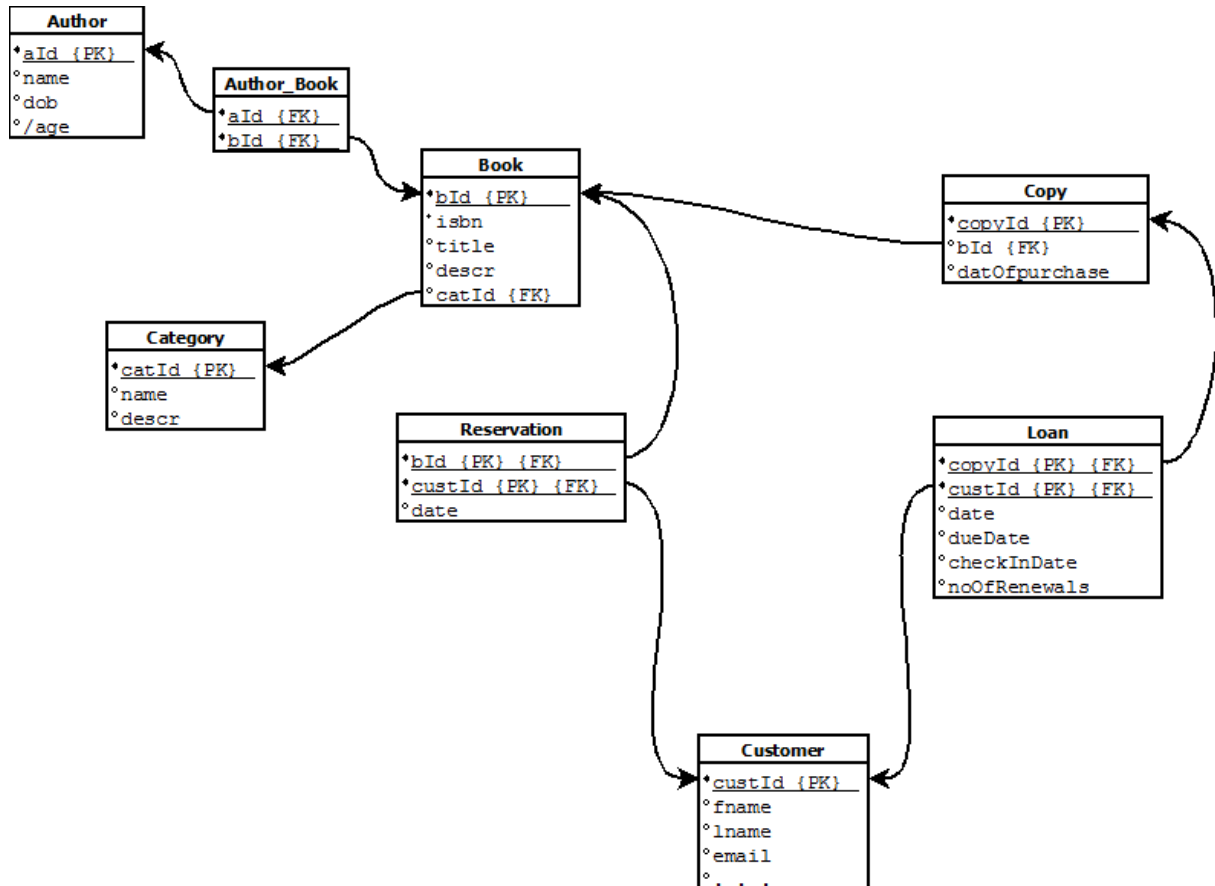 Author
aId {PK}
name
dob
/age
Author_Book
aId {FK}
bId {FK}
Book
bId {PK}
isbn
title
descr
catId {FK}
Copy
copyId {PK}
bId {FK}
datOfpurchase
Category
catId {PK}
name
descr
Reservation
bId {PK} {FK}
custId {PK} {FK}
date
Loan
copyId {PK} {FK}
custId {PK} {FK}
date
dueDate
checkInDate
noOfRenewals
Customer
custId {PK}
fname
lname
email